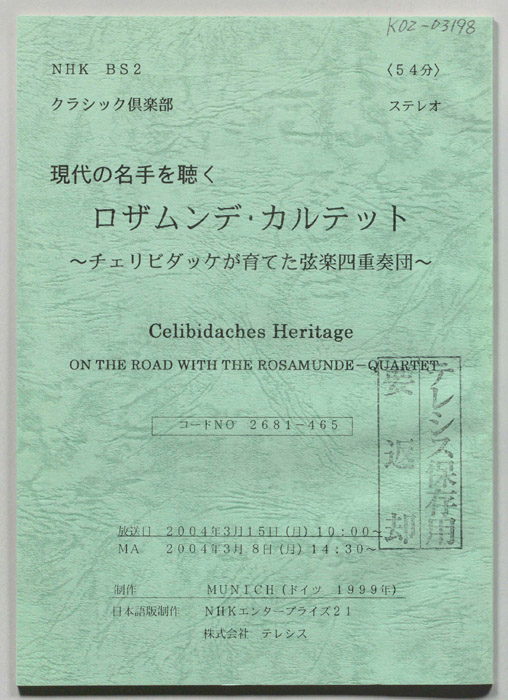 K02-03198
NHK BS2 〈54分〉
クラシック倶楽部 ステレオ
現代の名手を聴く
ロザムンデ・カルテット
～チェリビダッケが育てた弦楽四重奏団～
Celibidaches Heritage
ON THE ROAD WITH THE ROSAMUNDE－QUARTET
コードNO 2681-465
テレシス保存用
要返却
放送日 2004年3月15日(月) 10:00～
MA 2004年3月 8日(月) 14:30～
制作 MUNICH(ドイツ 1999年)
日本語版制作 NHKエンタープライズ21
株式会社 テレシス